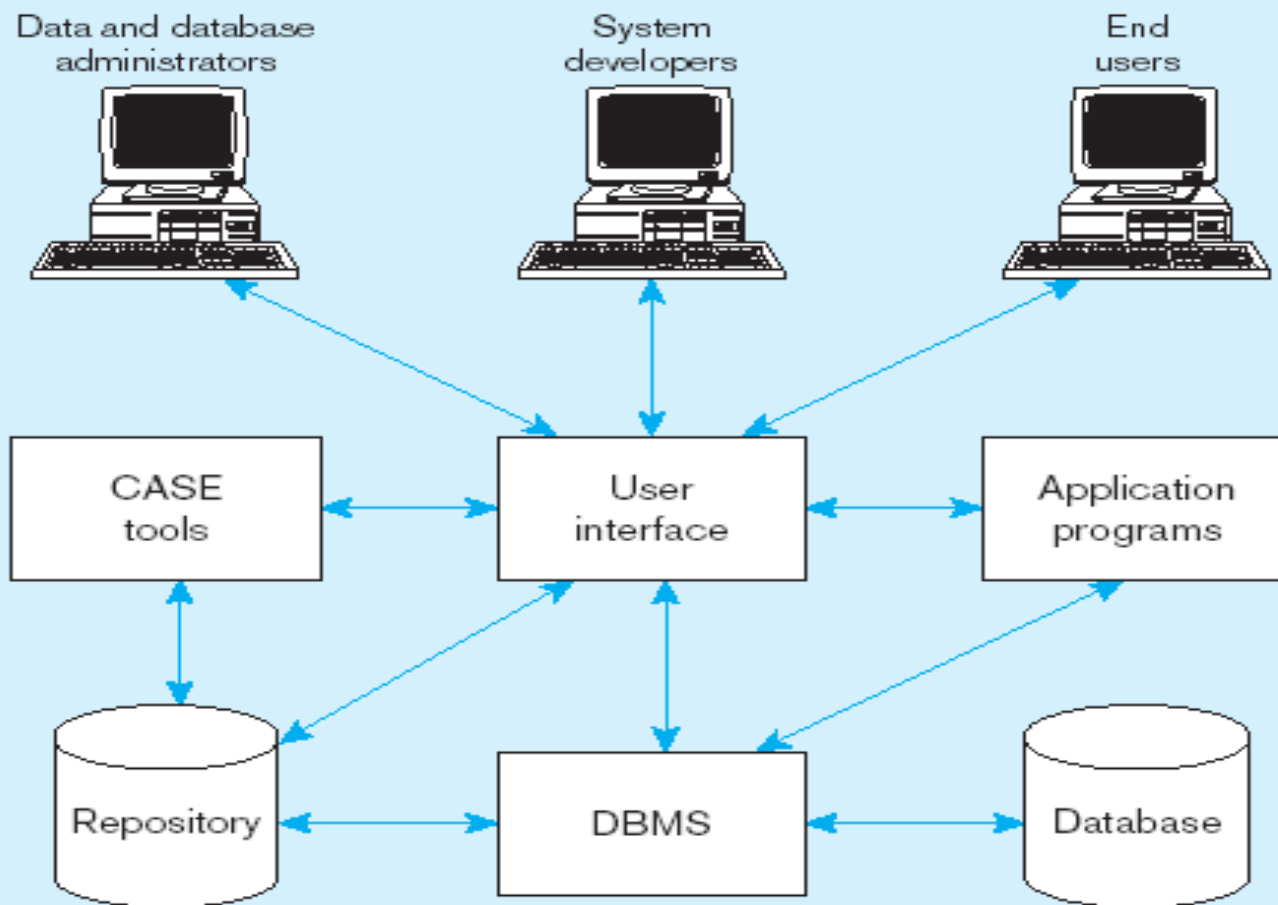 Data and database
administrators
System
developers
End
users
CASE
tools
User
interface
Application
programs
Repository
DBMS
Database